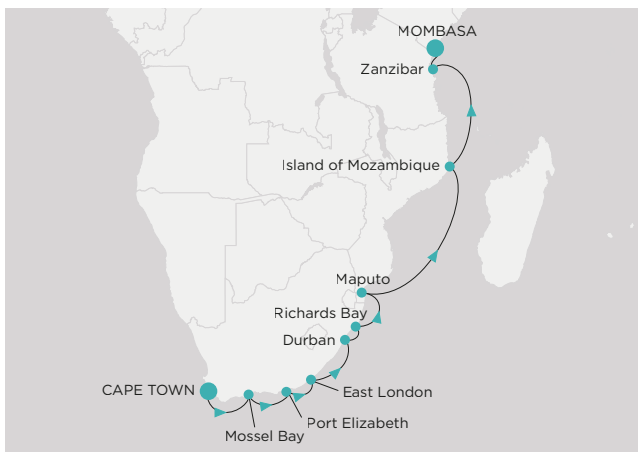 MOMBASA
Zanzibar
Island of Mozambique
Maputo
Richards Bay
Durban
CAPE TOWN
East London
Port Elizabeth
Mossel Bay